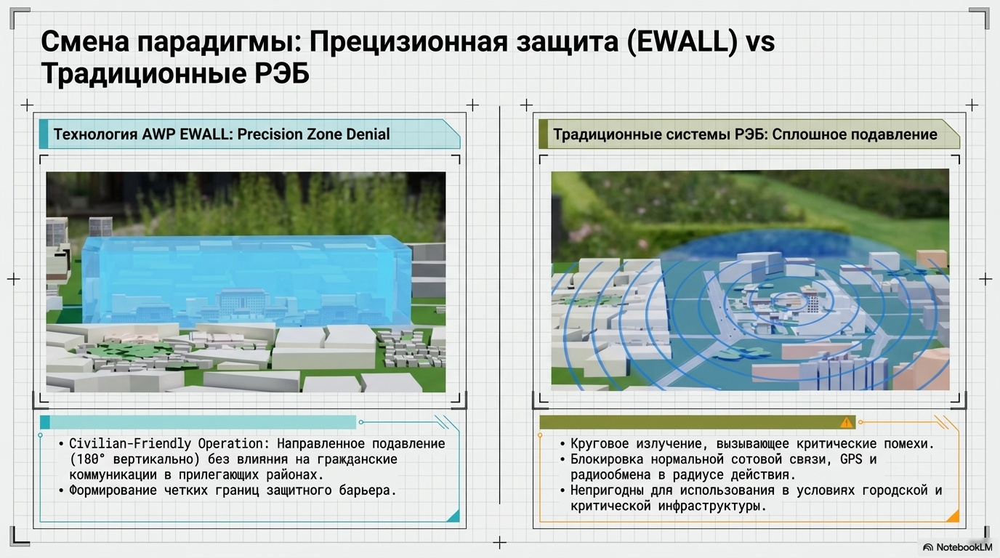 Смена парадигмы: Прецизионная защита (EWALL) vs
Традиционные РЭБ
Технология AWP EWALL: Precision Zone Denial
• Civilian-Friendly Operation: Направленное подавление
(180° вертикально) без влияния на гражданские
коммуникации в прилегающих районах.
• Формирование четких границ защитного барьера.
Традиционные системы РЭБ: Сплошное подавление
• Круговое излучение, вызывающее критические помехи.
• Блокировка нормальной сотовой связи, GPS и
радиообмена в радиусе действия.
• Непригодны для использования в условиях городской и
критической инфраструктуры.
NotebookLM